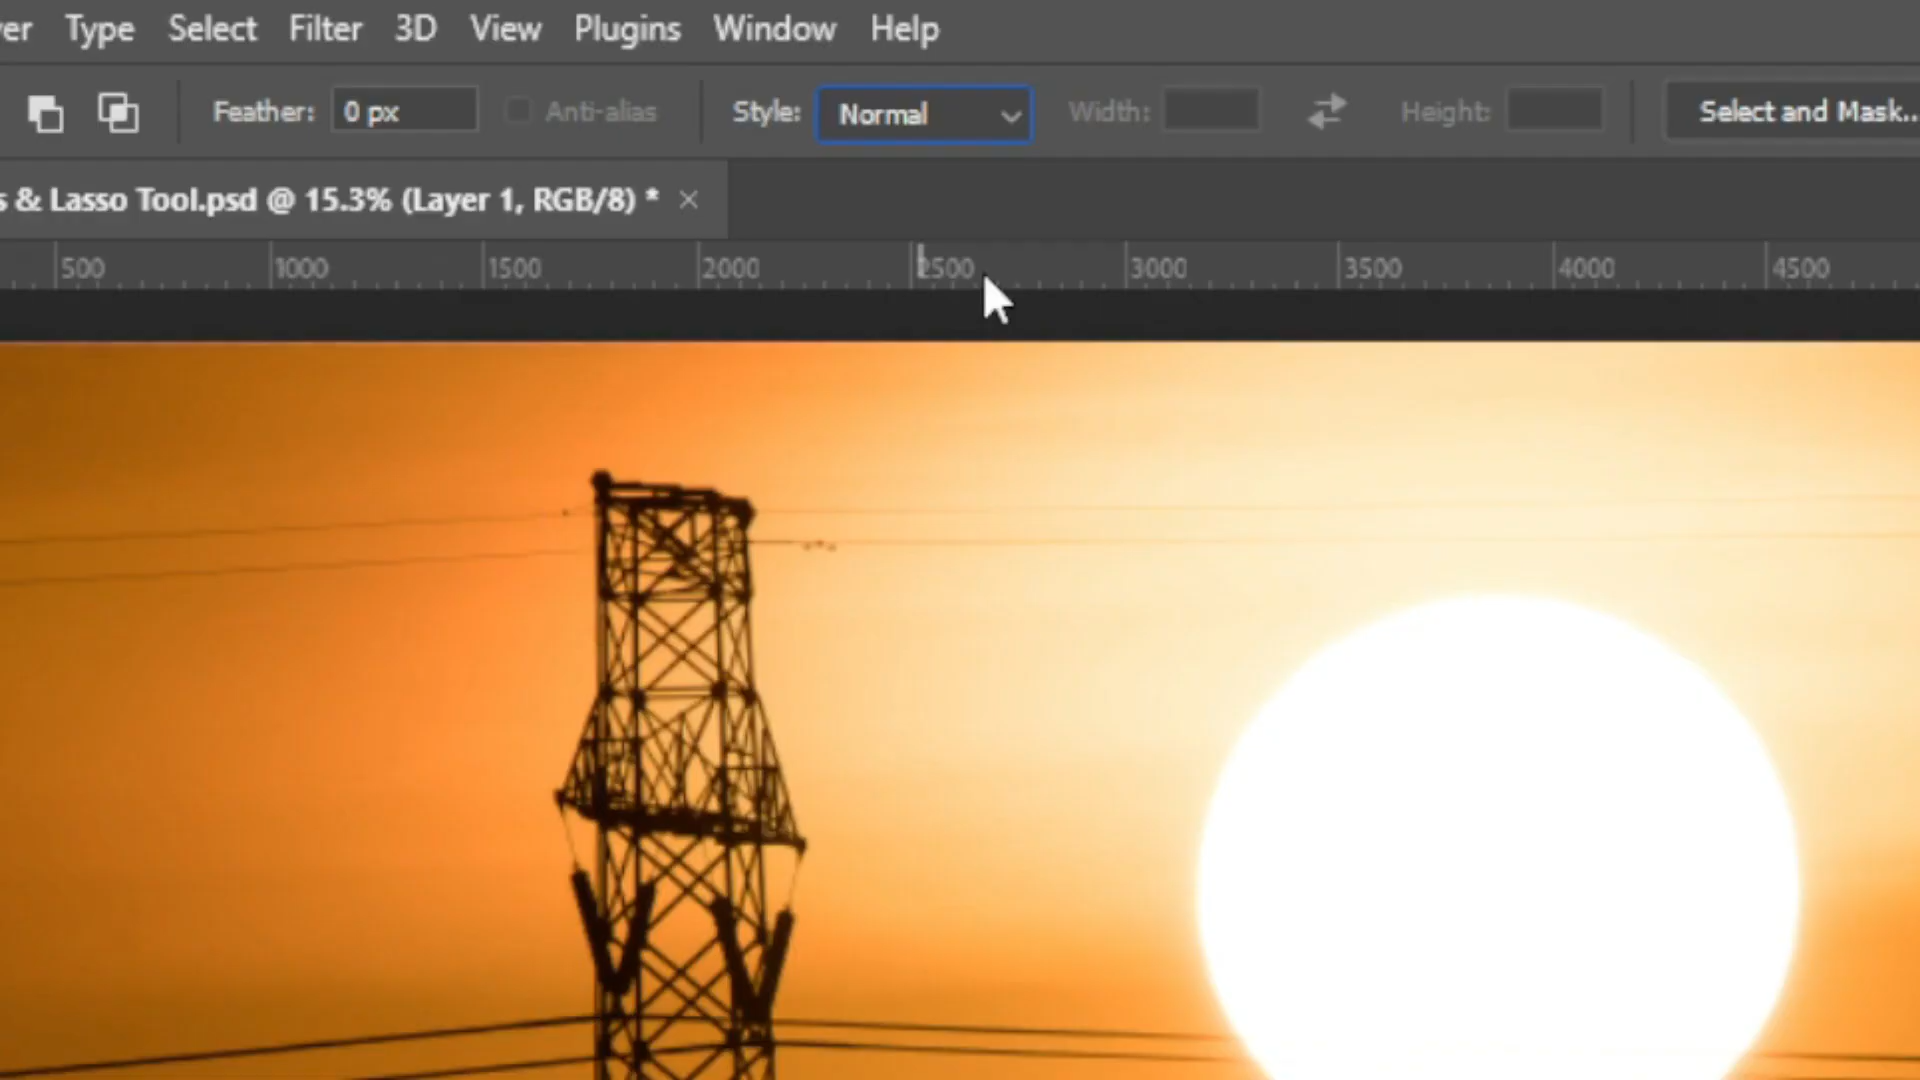 er Type Select Filter 3D View Plugins Window Help
Feather: 0 px Anti-alias Style: Normal Width: Height: Select and Mask...
s & Lasso Tool.psd @ 15.3% (Layer 1, RGB/8) * ×
500 1000 1500 2000 2500 3000 3500 4000 4500